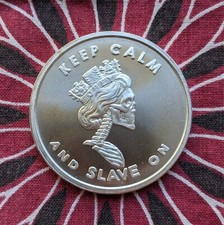 KEEP CALM
AND SLAVE ON